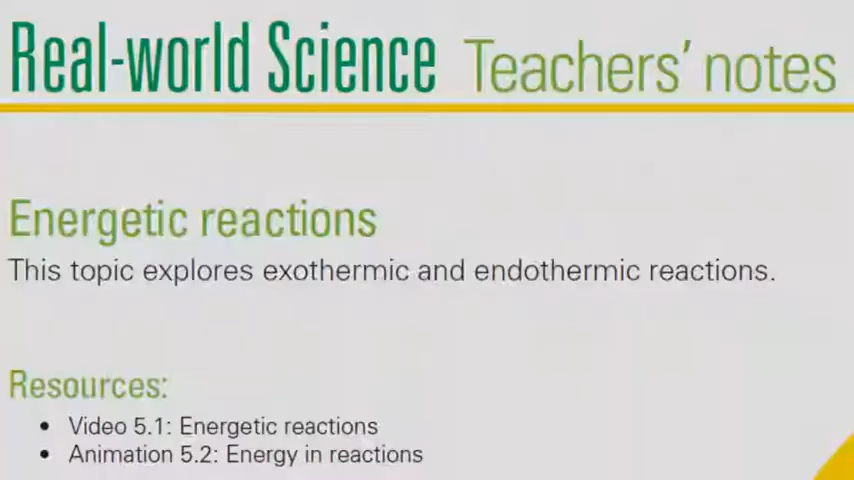 Real-world Science Teachers' notes
Energetic reactions
This topic explores exothermic and endothermic reactions.
Resources:
• Video 5.1: Energetic reactions
• Animation 5.2: Energy in reactions